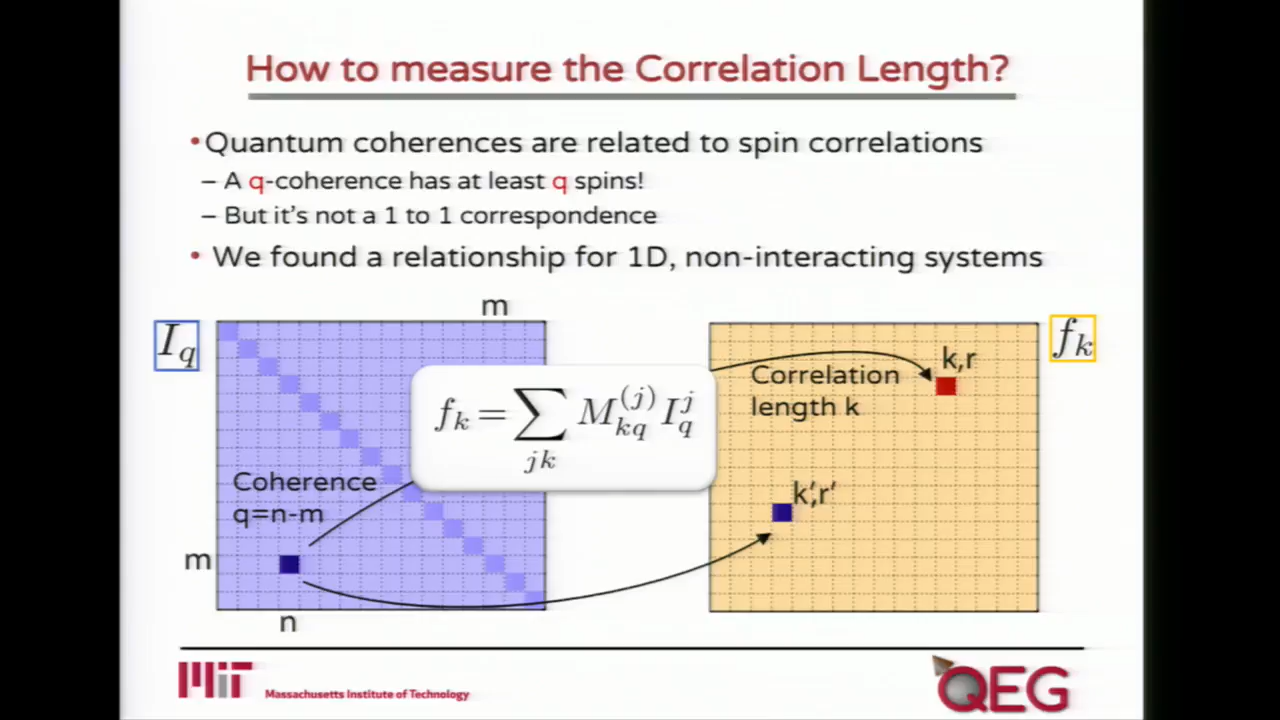 How to measure the Correlation Length?
• Quantum coherences are related to spin correlations
– A q-coherence has at least q spins!
– But it's not a 1 to 1 correspondence
• We found a relationship for 1D, non-interacting systems
m
I_q
f_k
k,r
Correlation
length k
f_k = ∑_{jk} M_{kq}^{(j)} I_q^j
Coherence
q=n-m
k',r'
m
n
MIT Massachusetts Institute of Technology
QEG